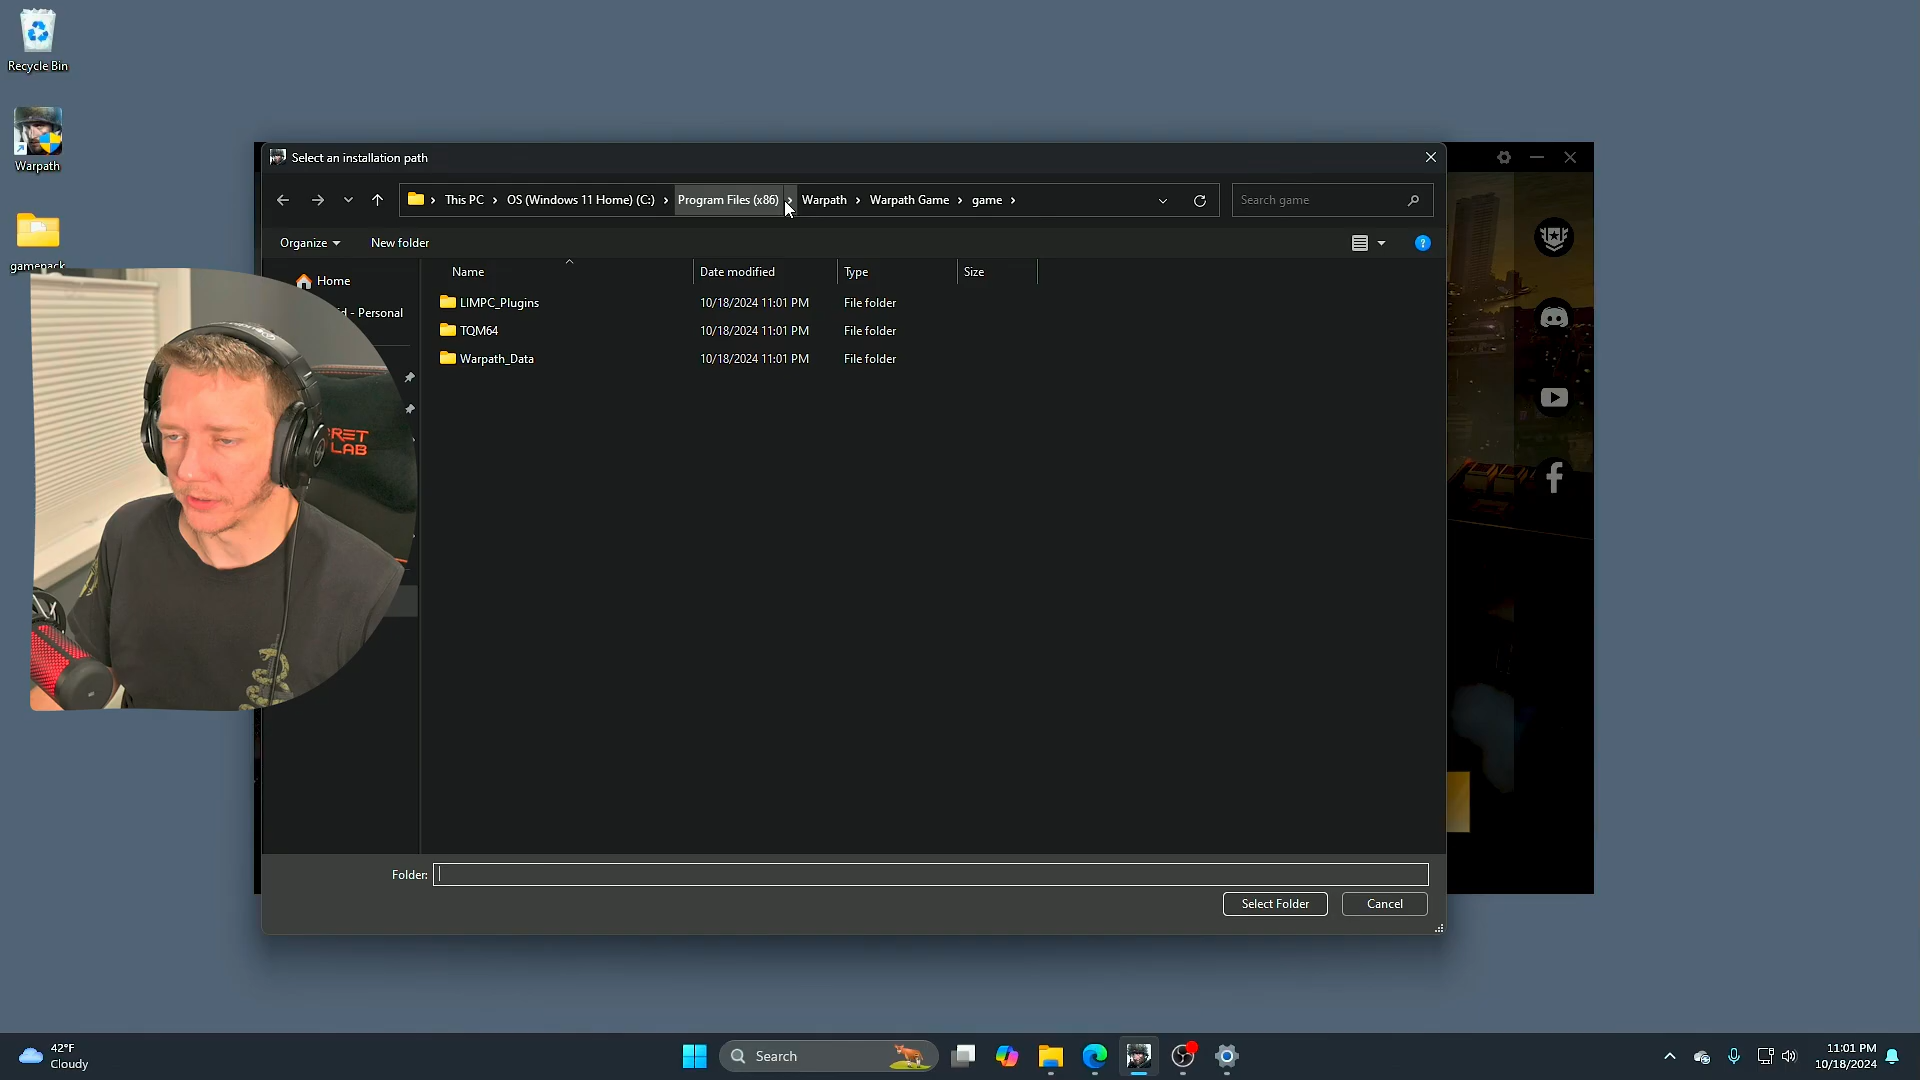 Recycle Bin
Warpath
gamepack
Select an installation path
This PC > OS (Windows 11 Home) (C:) > Program Files (x86) > Warpath > Warpath Game > game >
Search game
Organize
New folder
Name
Date modified
Type
Size
Home
LIMPC_Plugins
10/18/2024 11:01 PM
File folder
d - Personal
TQM64
10/18/2024 11:01 PM
File folder
Warpath_Data
10/18/2024 11:01 PM
File folder
RET
LAB
Folder:
Select Folder
Cancel
42°F
Cloudy
Search
11:01 PM
10/18/2024